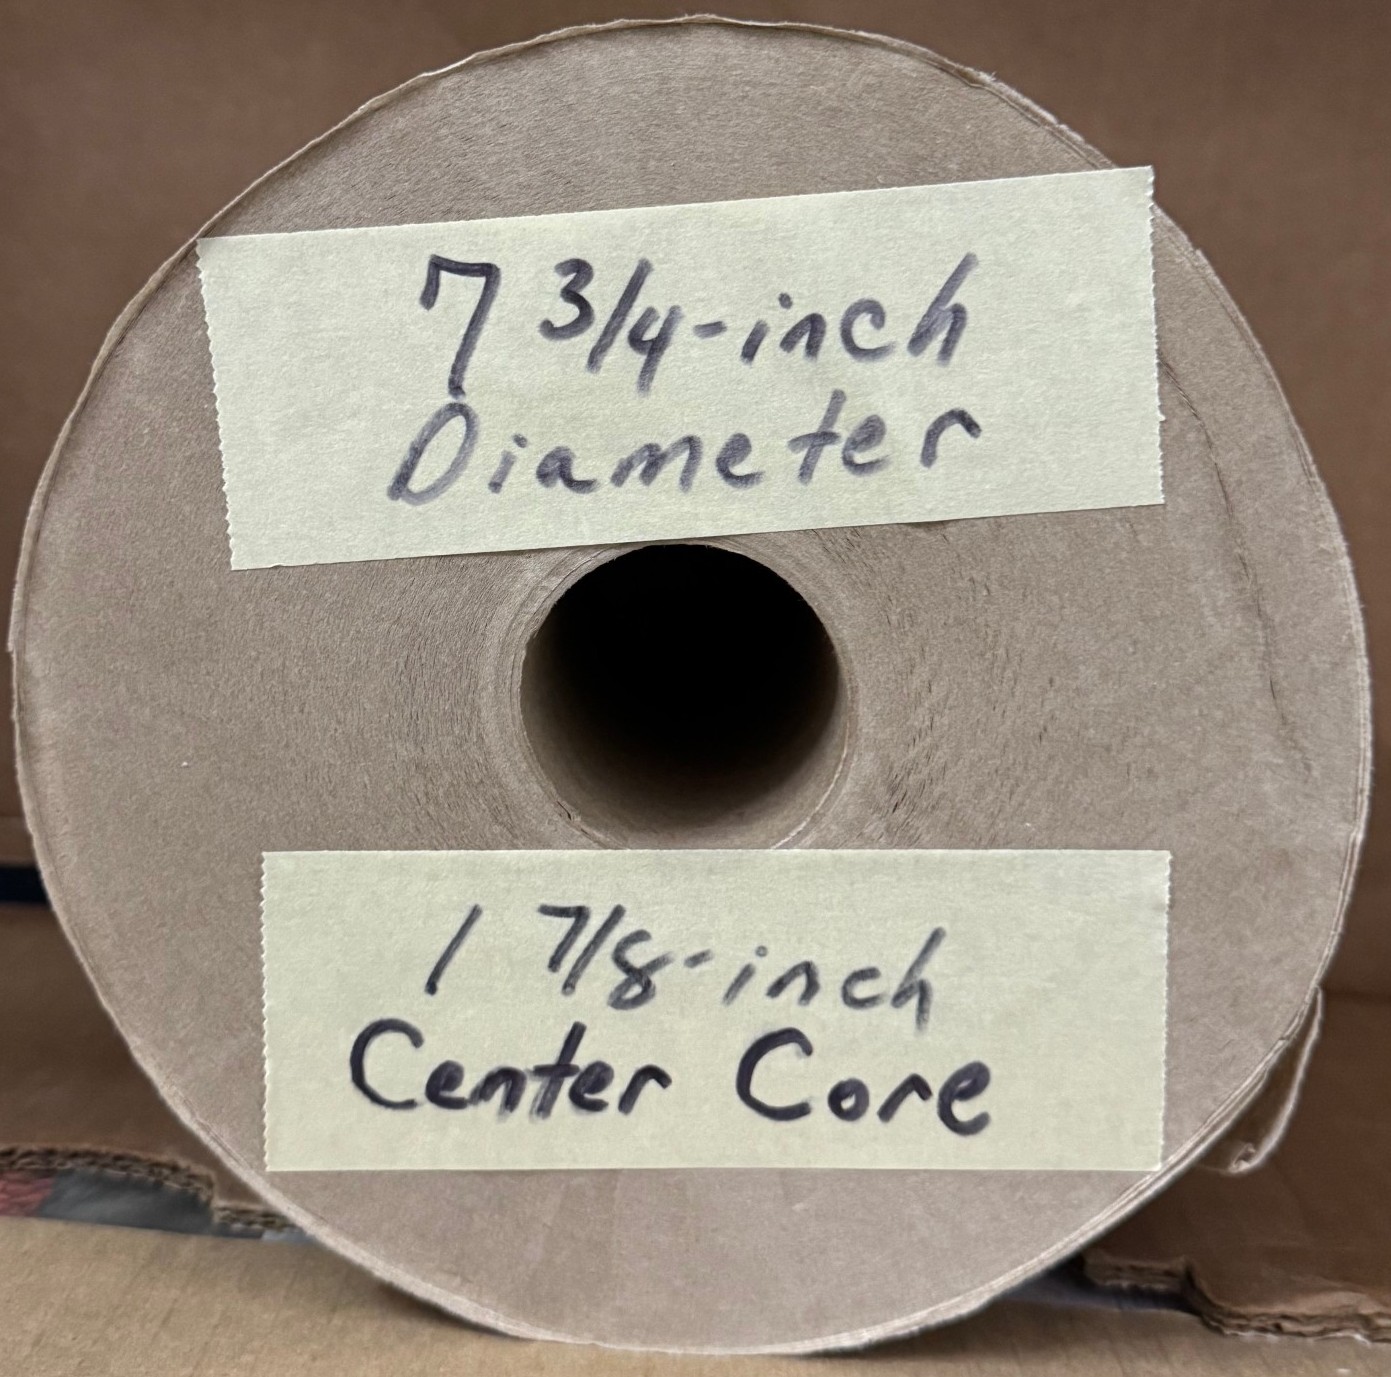 7 3/4-inch
Diameter
1 7/8-inch
Center Core